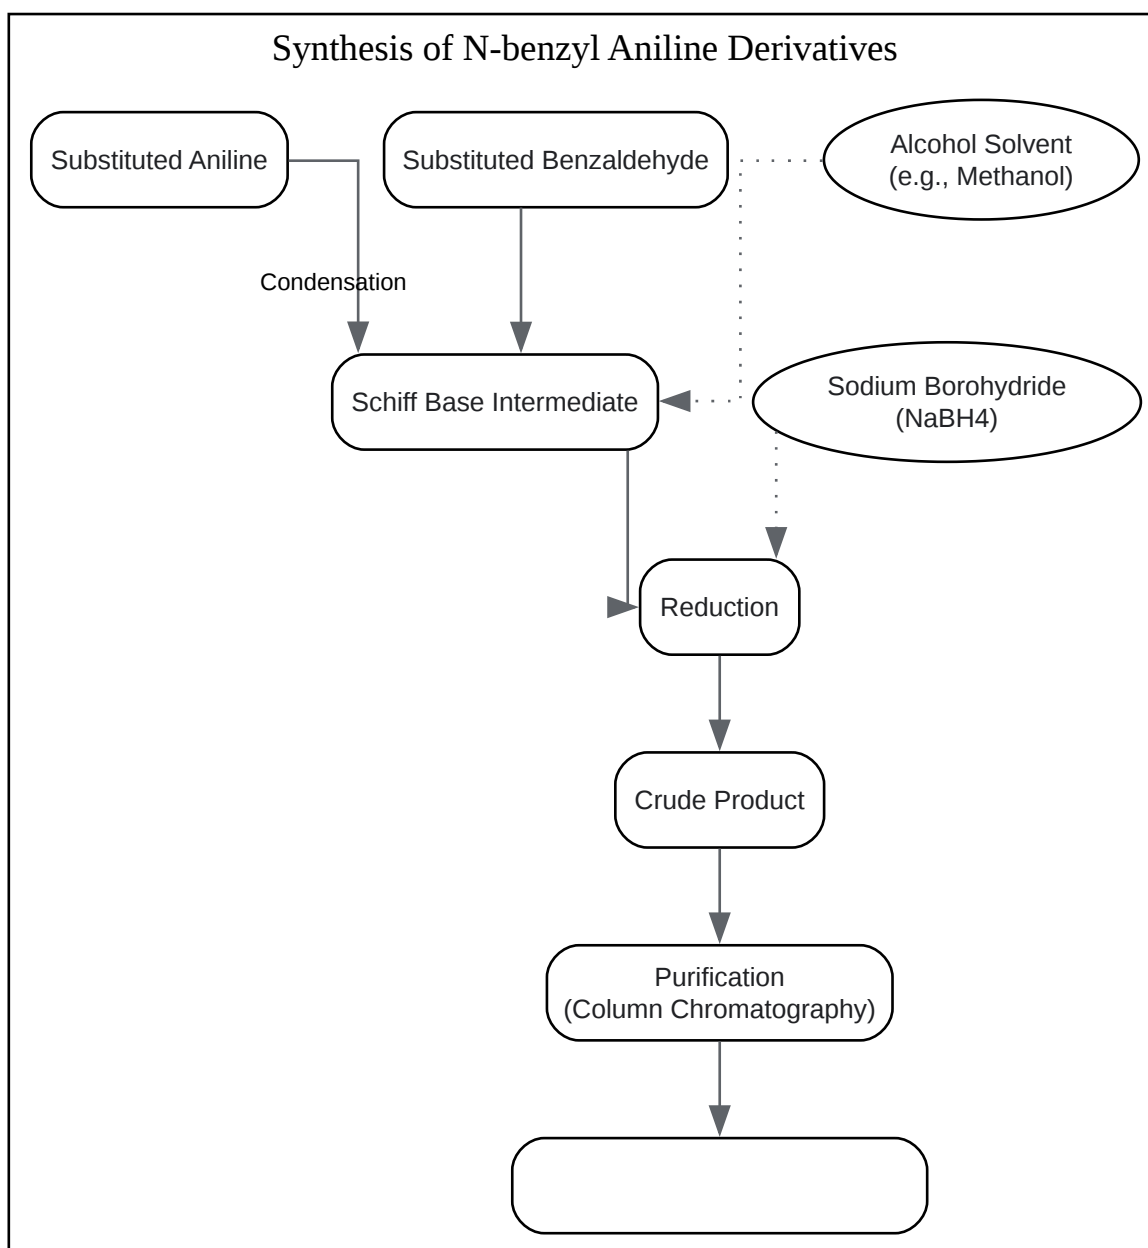 Synthesis of N-benzyl Aniline Derivatives
Substituted Aniline
Substituted Benzaldehyde
Alcohol Solvent
(e.g., Methanol)
Condensation
Schiff Base Intermediate
Sodium Borohydride
(NaBH4)
Reduction
Crude Product
Purification
(Column Chromatography)